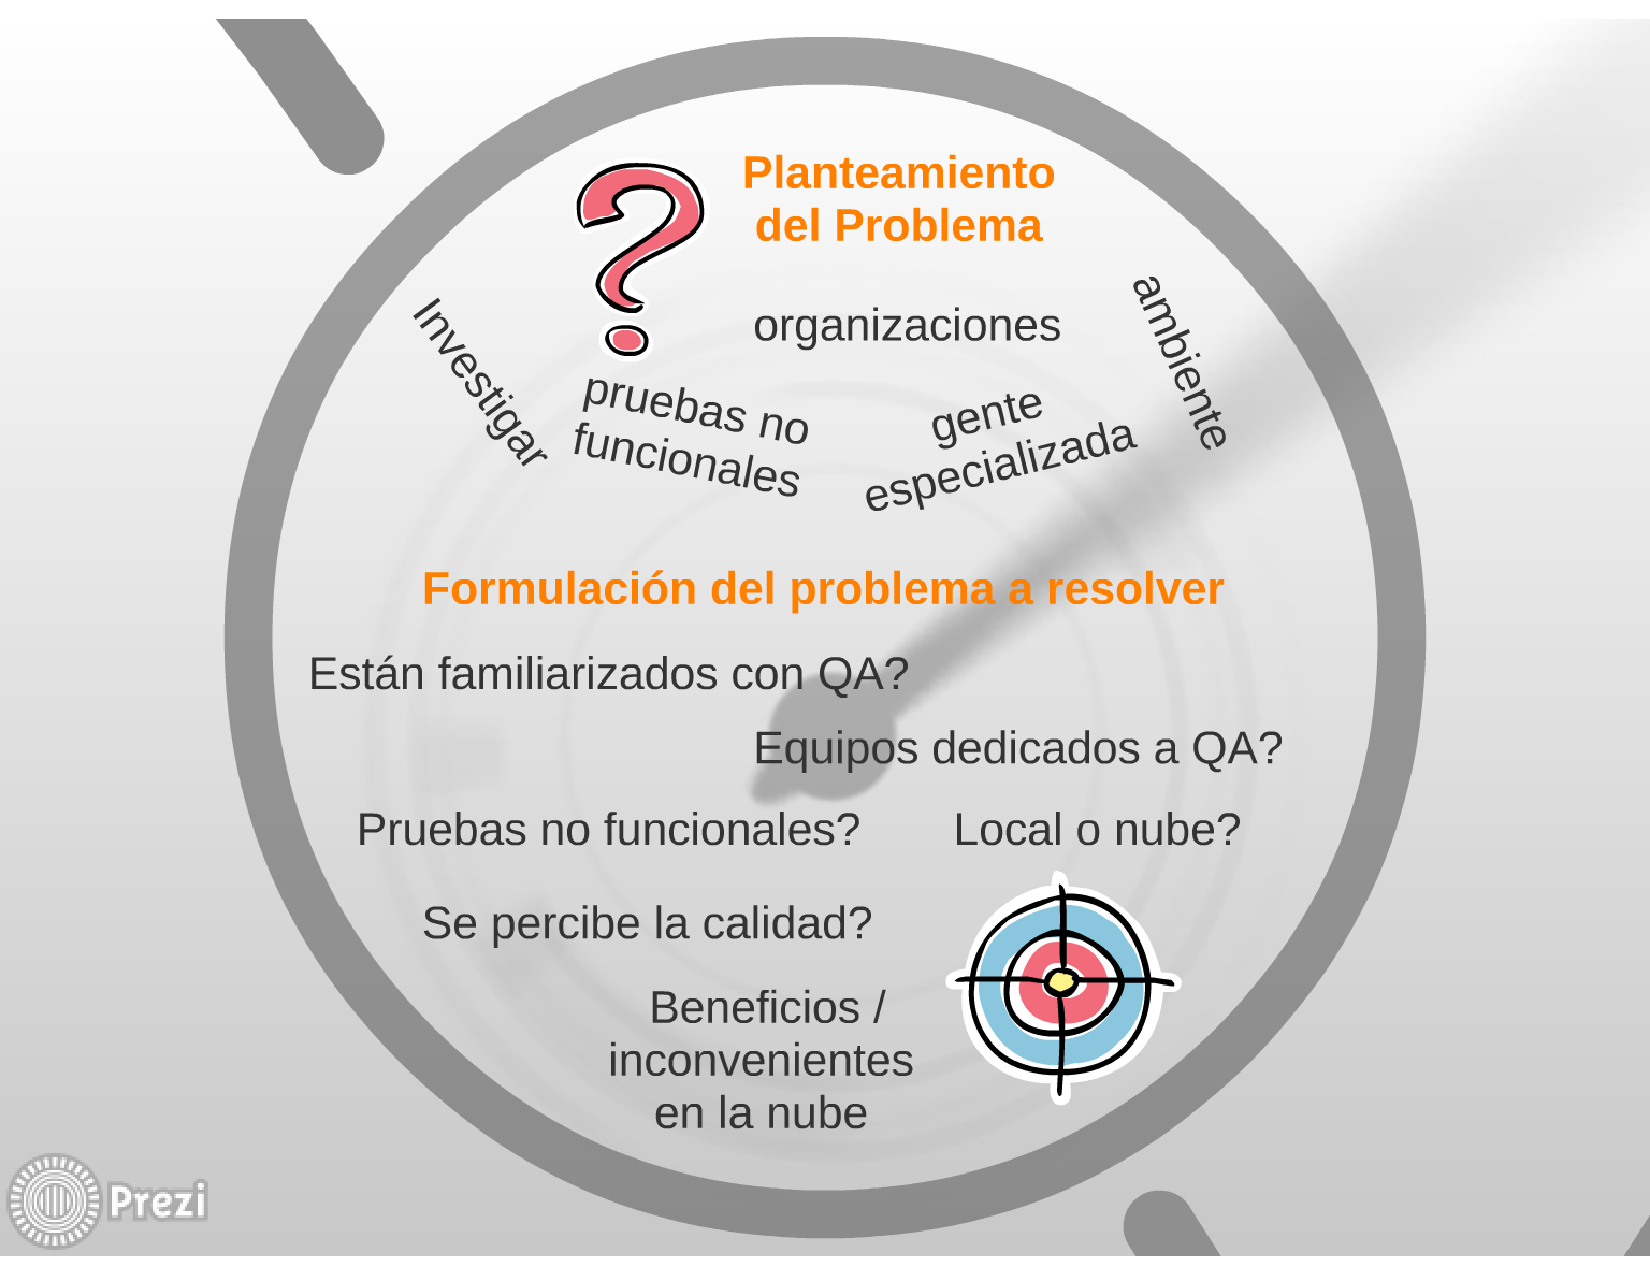 Planteamiento
del Problema
organizaciones
Investigar
pruebas no
funcionales
gente
especializada
ambiente
Formulación del problema a resolver
Están familiarizados con QA?
Equipos dedicados a QA?
Pruebas no funcionales?
Local o nube?
Se percibe la calidad?
Beneficios /
inconvenientes
en la nube
Prezi